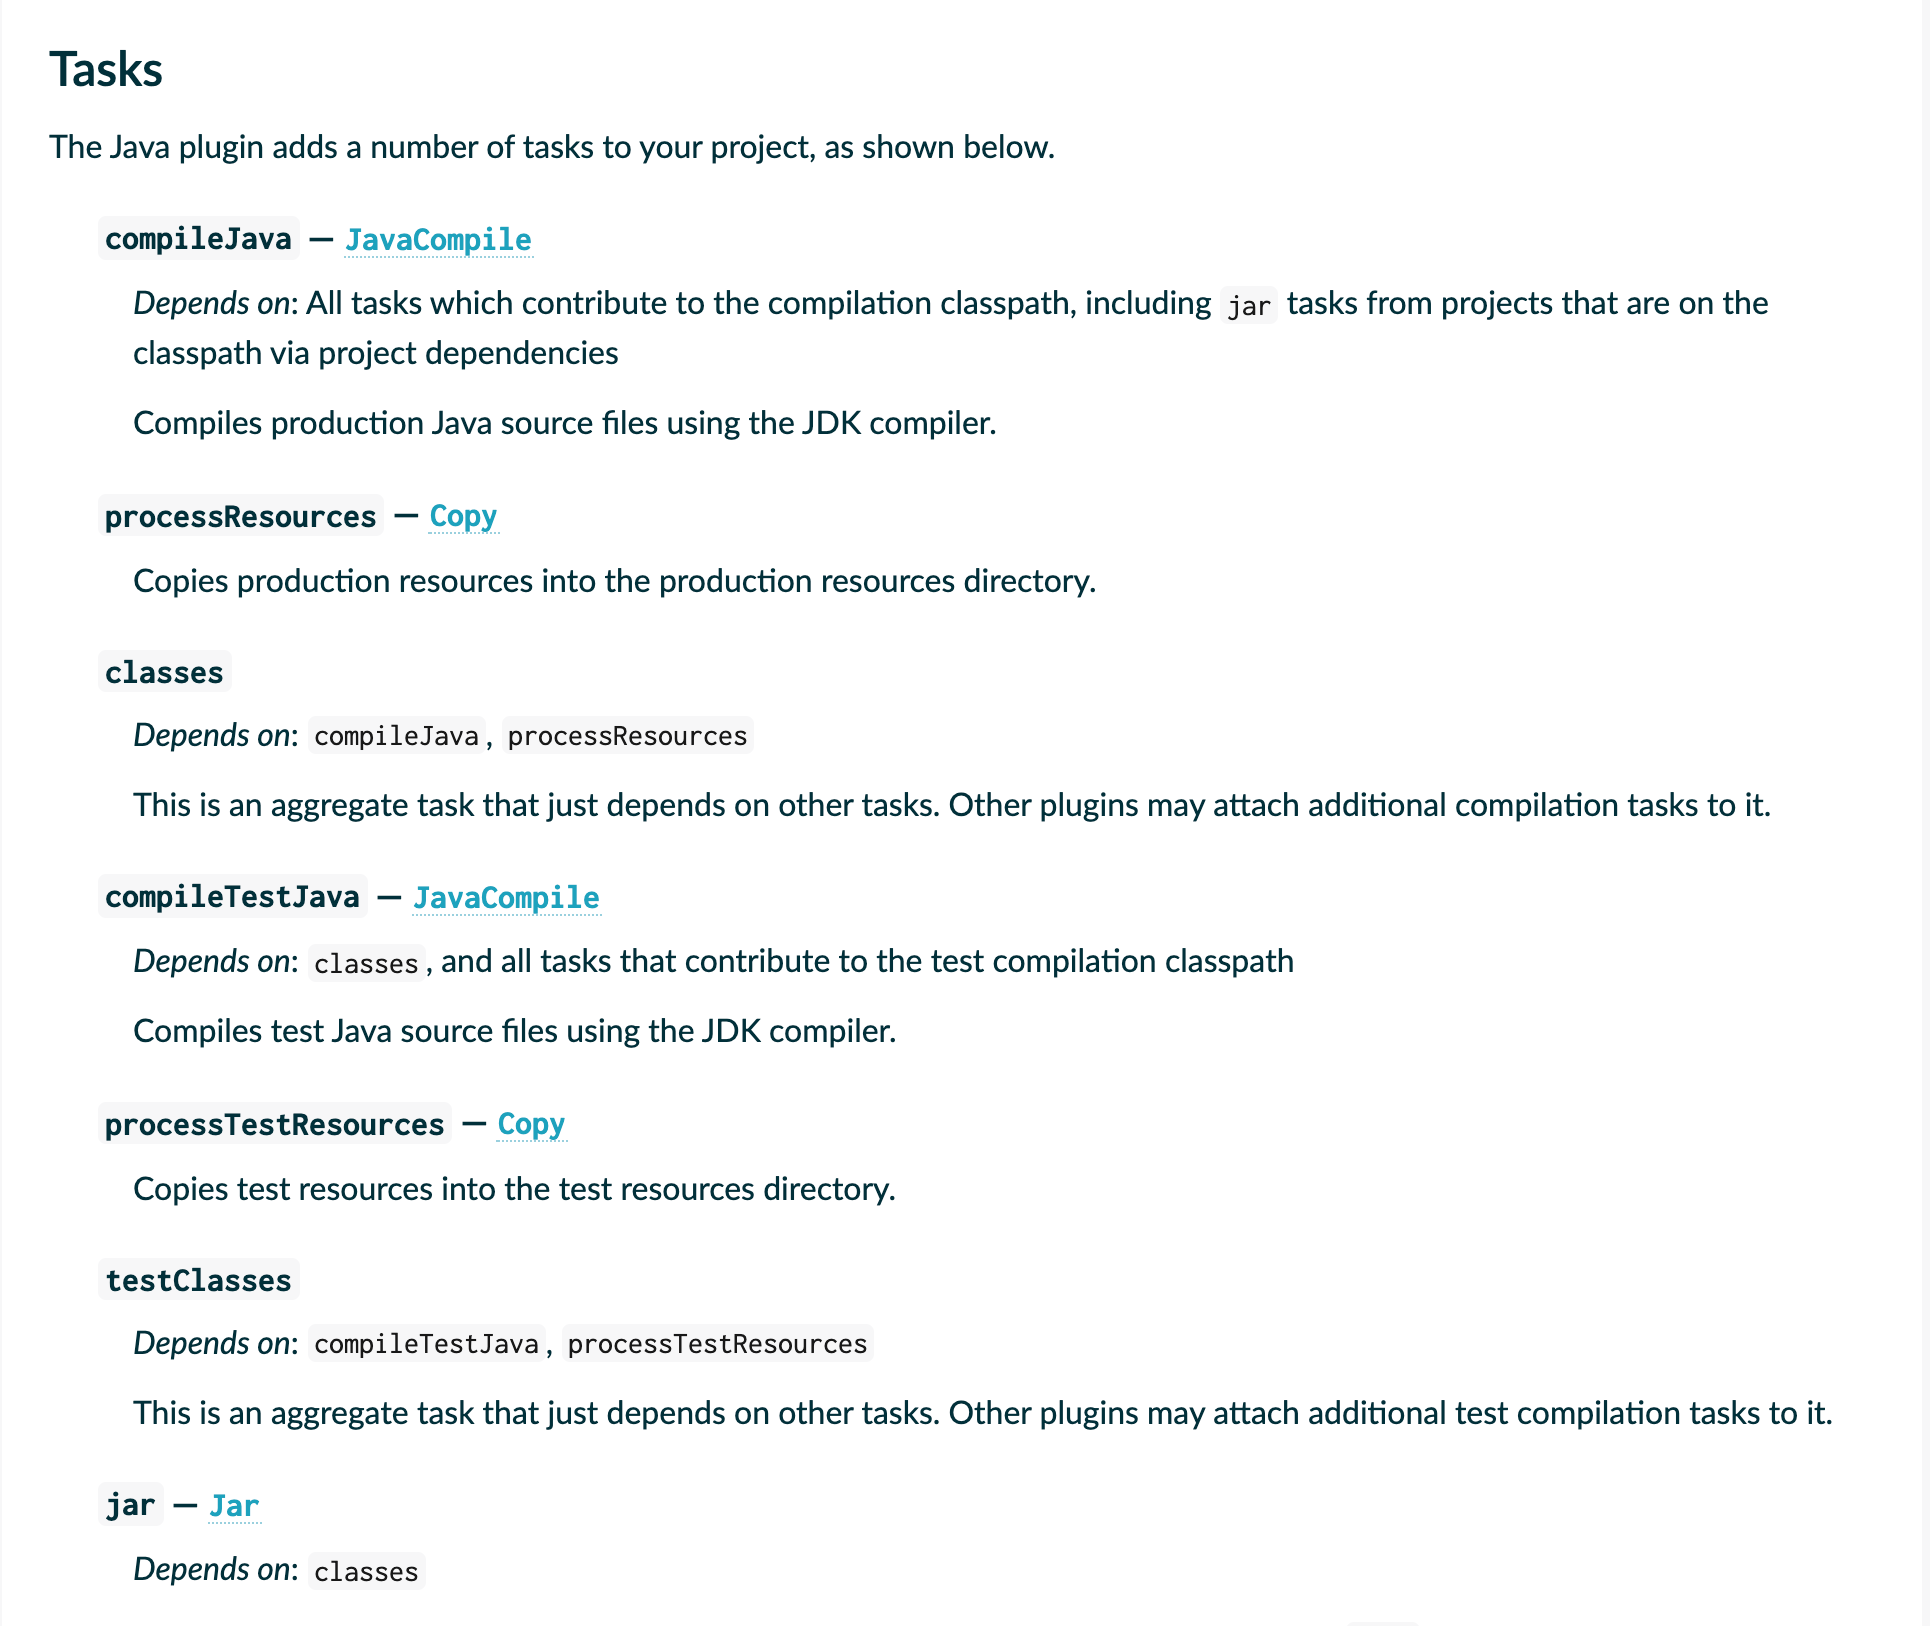 Tasks
The Java plugin adds a number of tasks to your project, as shown below.
compileJava — JavaCompile
Depends on: All tasks which contribute to the compilation classpath, including jar tasks from projects that are on the
classpath via project dependencies
Compiles production Java source files using the JDK compiler.
processResources — Copy
Copies production resources into the production resources directory.
classes
Depends on: compileJava, processResources
This is an aggregate task that just depends on other tasks. Other plugins may attach additional compilation tasks to it.
compileTestJava — JavaCompile
Depends on: classes, and all tasks that contribute to the test compilation classpath
Compiles test Java source files using the JDK compiler.
processTestResources — Copy
Copies test resources into the test resources directory.
testClasses
Depends on: compileTestJava, processTestResources
This is an aggregate task that just depends on other tasks. Other plugins may attach additional test compilation tasks to it.
jar — Jar
Depends on: classes